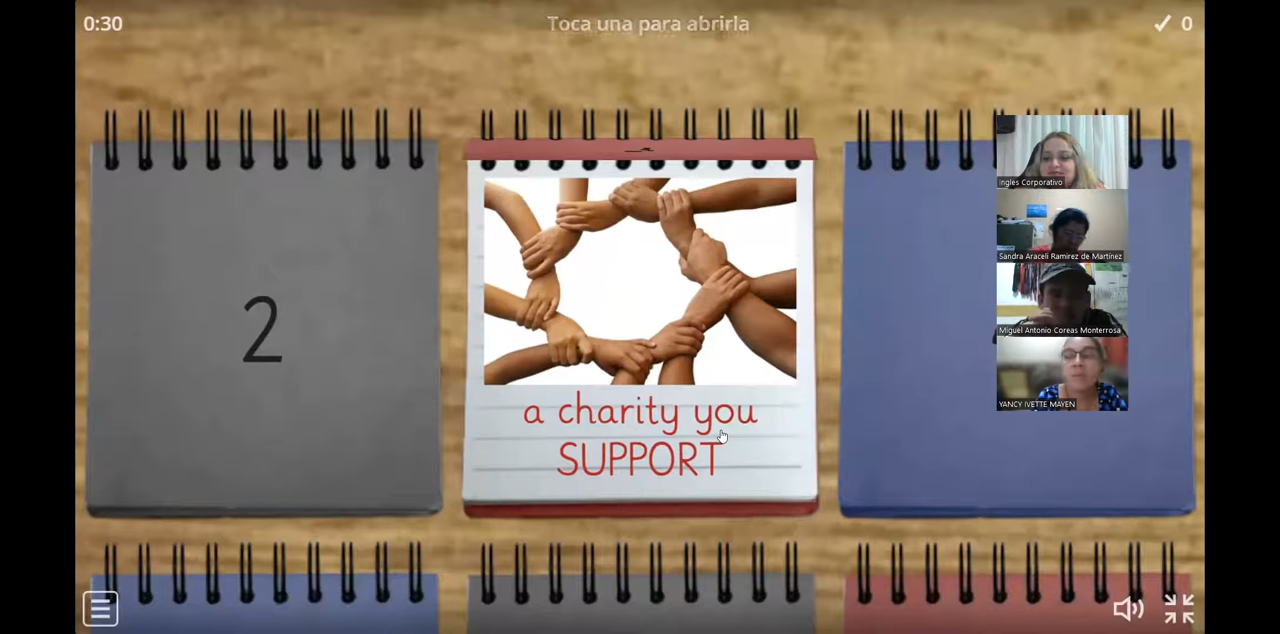 0:30
Toca una para abrirla
0
2
a charity you
SUPPORT
Ingles Corporativo
Sandra Araceli Ramirez de Martinez
Miguel Antonio Coreas Monterrosa
YANCY IVETTE MAYEN